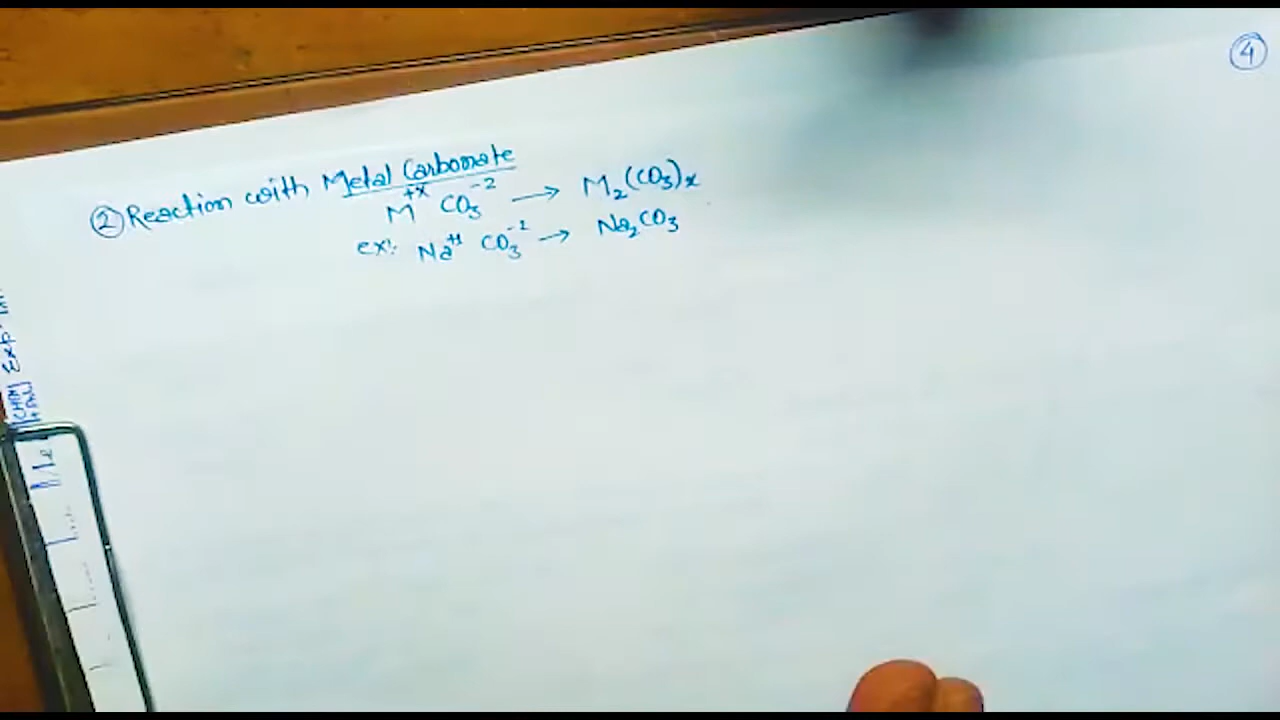 4
② Reaction with Metal Carbonate
M⁺ˣ CO₃⁻² → M₂(CO₃)ₓ
ex: Na⁺¹ CO₃⁻² → Na₂CO₃